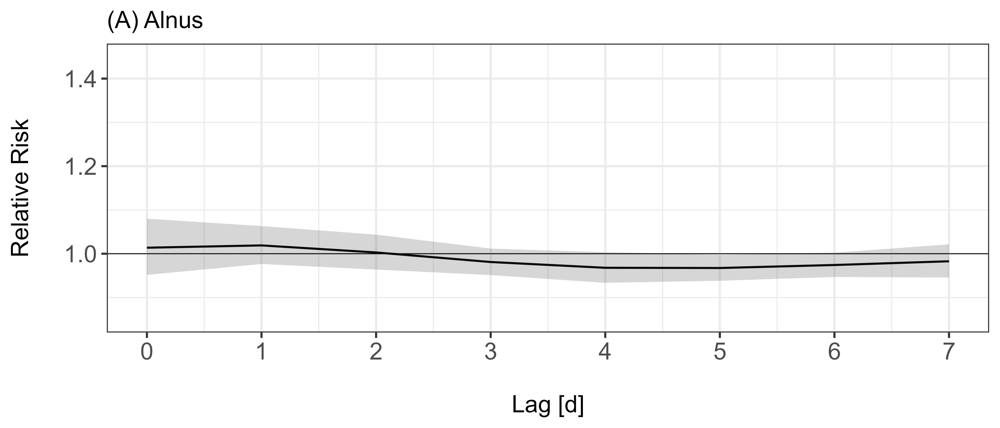 (A) Alnus
1.4
1.2
1.0
Relative Risk
0 1 2 3 4 5 6 7
Lag [d]